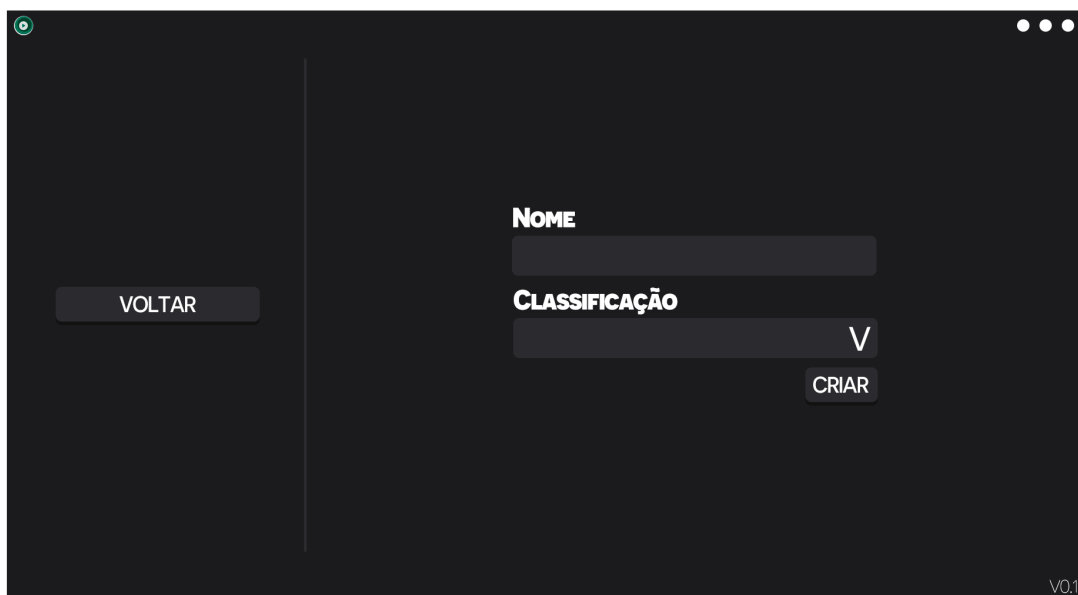 VOLTAR
NOME
CLASSIFICAÇÃO
V
CRIAR
V0.1